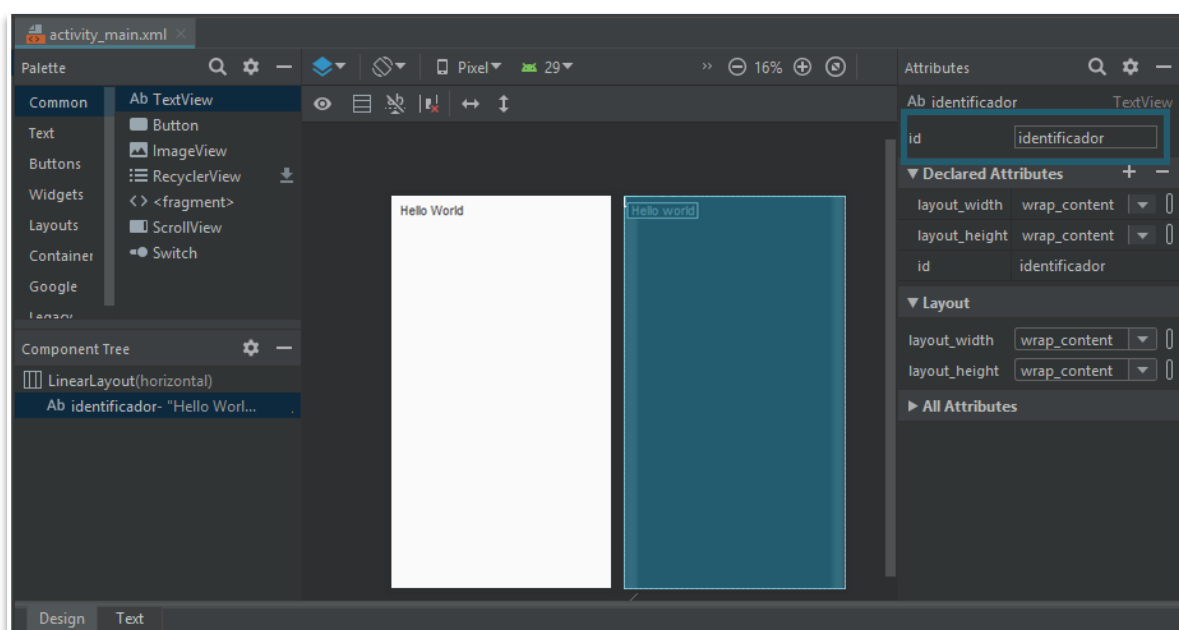 activity_main.xml
Palette
Common
Text
Buttons
Widgets
Layouts
Container
Google
Legacy
Ab TextView
Button
ImageView
RecyclerView
<> <fragment>
ScrollView
Switch
Component Tree
LinearLayout(horizontal)
Ab identificador- "Hello Worl...
Pixel
29
16%
Hello World
Hello world
Attributes
Ab identificador TextView
id identificador
Declared Attributes
layout_width wrap_content
layout_height wrap_content
id identificador
Layout
layout_width wrap_content
layout_height wrap_content
All Attributes
Design Text